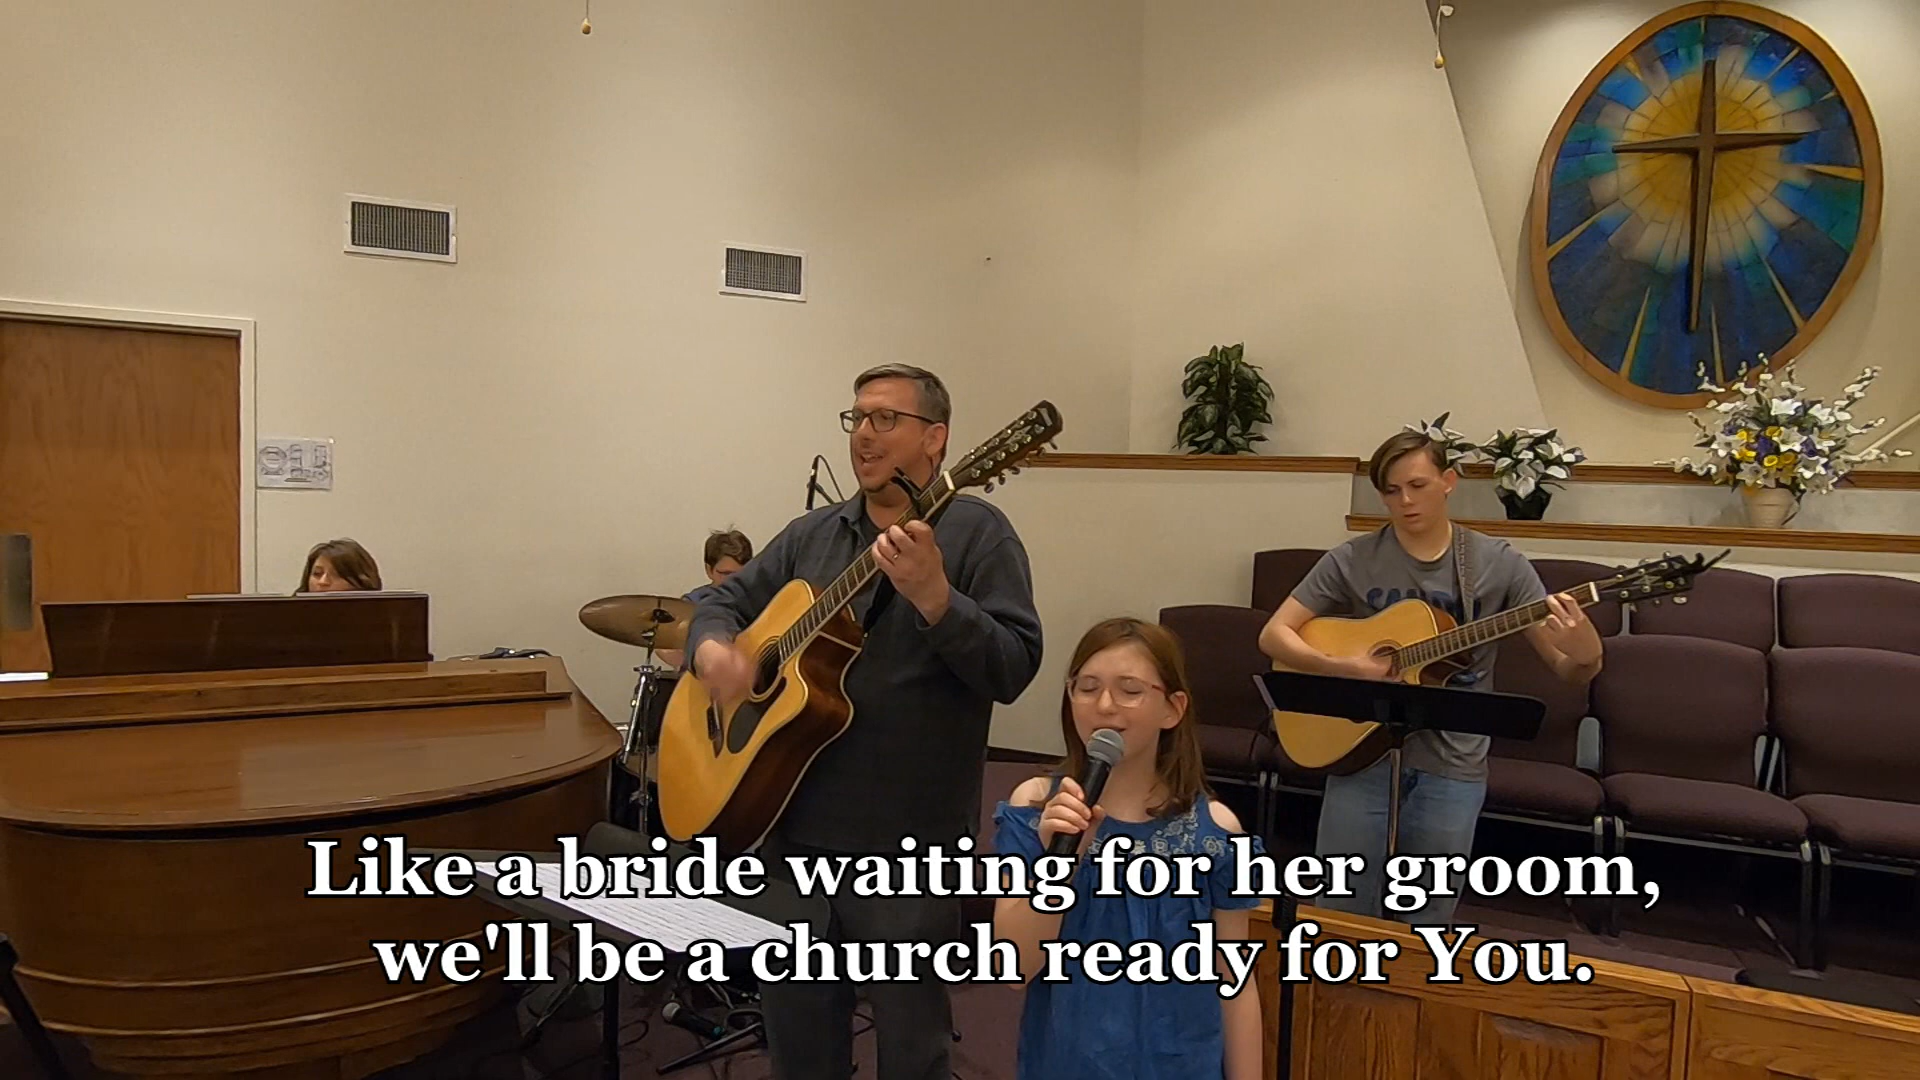 Like a bride waiting for her groom,
we'll be a church ready for You.